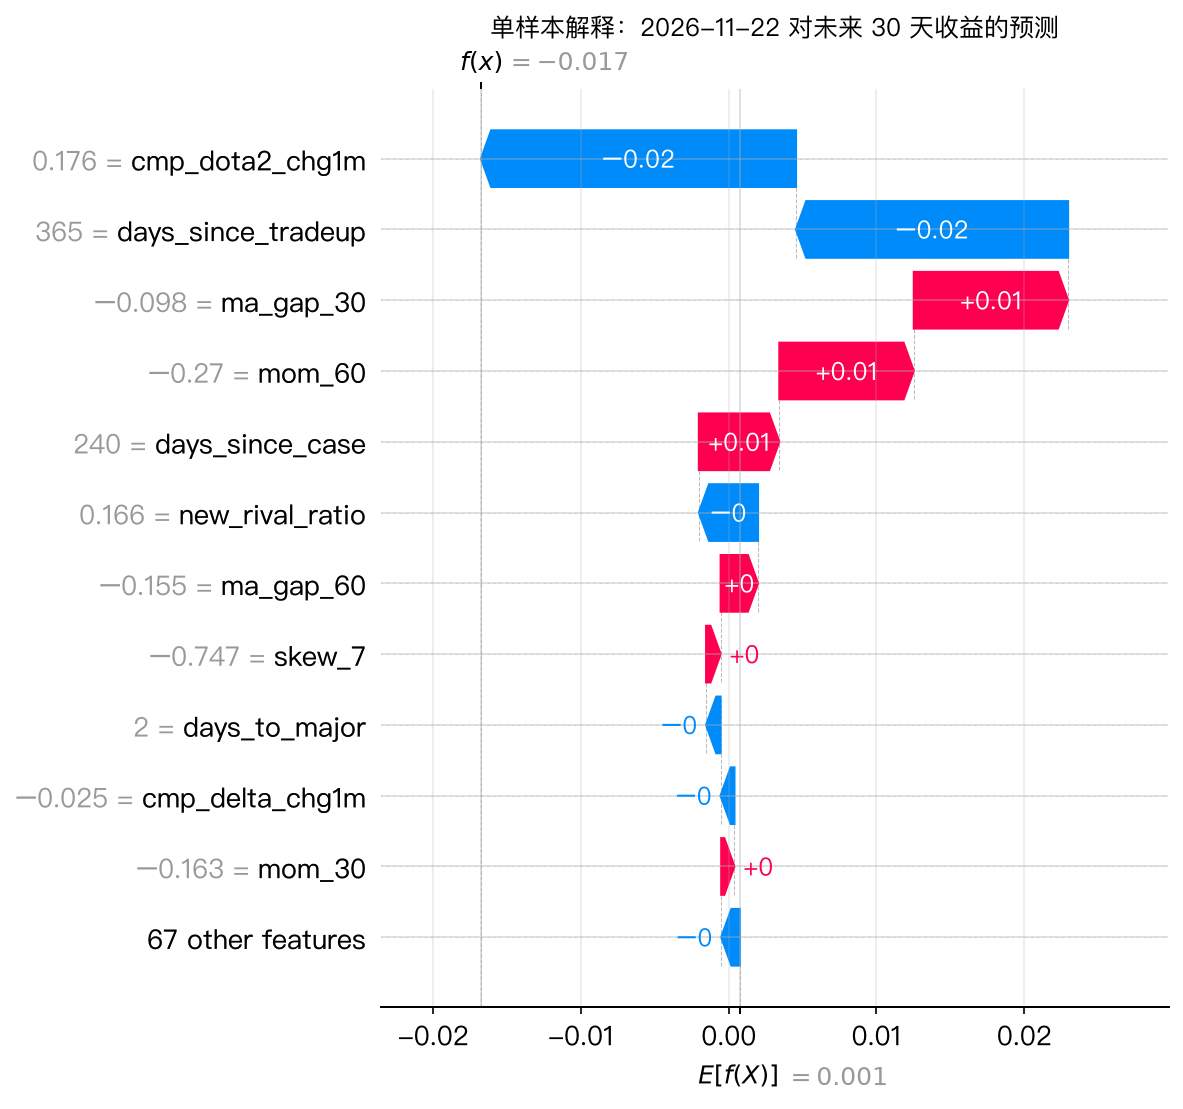 单样本解释：2026−11−22 对未来 30 天收益的预测
f(x) = −0.017
0.176 = cmp_dota2_chg1m −0.02
365 = days_since_tradeup −0.02
−0.098 = ma_gap_30 +0.01
−0.27 = mom_60 +0.01
240 = days_since_case +0.01
0.166 = new_rival_ratio −0
−0.155 = ma_gap_60 +0
−0.747 = skew_7 +0
2 = days_to_major −0
−0.025 = cmp_delta_chg1m −0
−0.163 = mom_30 +0
67 other features −0
−0.02 −0.01 0.00 0.01 0.02
E[f(X)] = 0.001